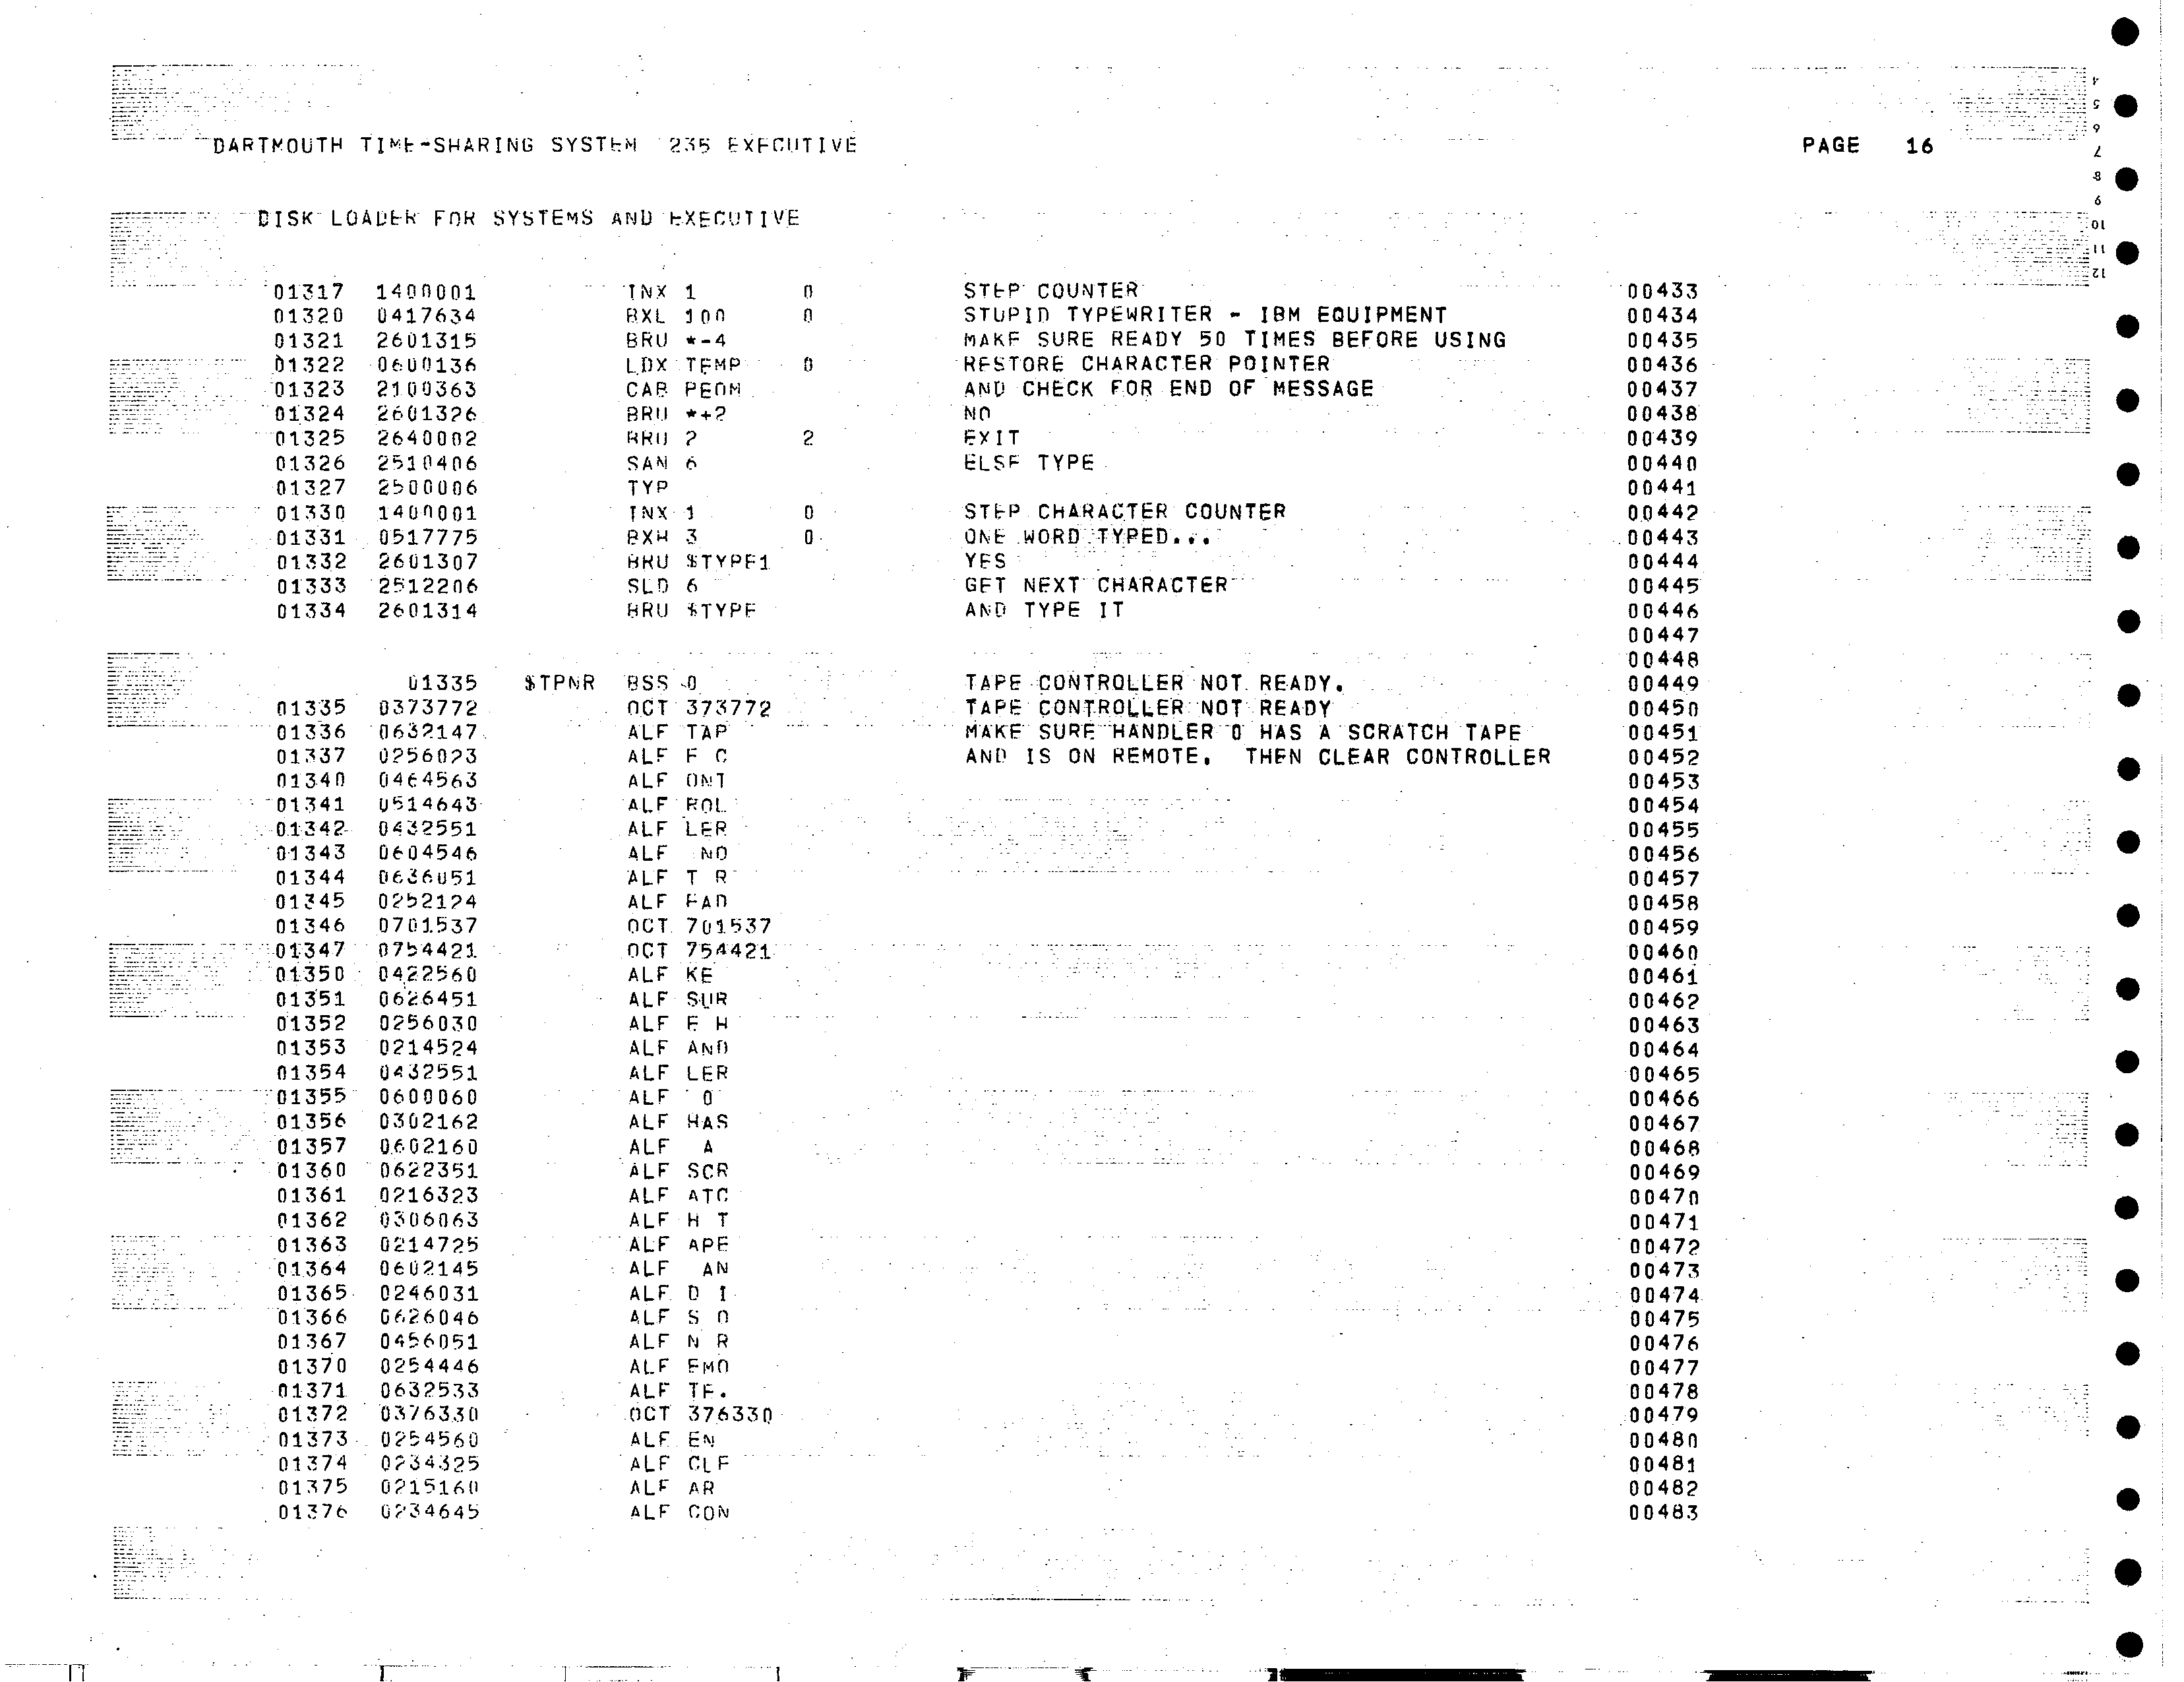 DARTMOUTH TIME-SHARING SYSTEM 235 EXECUTIVE PAGE 16
DISK LOADER FOR SYSTEMS AND EXECUTIVE
01317 1400001 INX 1 0 STEP COUNTER 00433
01320 0417634 BXL 100 0 STUPID TYPEWRITER - IBM EQUIPMENT 00434
01321 2601315 BRU *-4 MAKE SURE READY 50 TIMES BEFORE USING 00435
01322 0600136 LDX TEMP 0 RESTORE CHARACTER POINTER 00436
01323 2100363 CAB PEOM AND CHECK FOR END OF MESSAGE 00437
01324 2601326 BRU *+2 NO 00438
01325 2640002 BRU 2 2 EXIT 00439
01326 2510406 SAN 6 ELSE TYPE 00440
01327 2500006 TYP 00441
01330 1400001 INX 1 0 STEP CHARACTER COUNTER 00442
01331 0517775 BXH 3 0 ONE WORD TYPED... 00443
01332 2601307 BRU $TYPE1 YES 00444
01333 2512206 SLD 6 GET NEXT CHARACTER 00445
01334 2601314 BRU $TYPE AND TYPE IT 00446
00447
00448
01335 $TPNR BSS 0 TAPE CONTROLLER NOT READY. 00449
01335 0373772 OCT 373772 TAPE CONTROLLER NOT READY 00450
01336 0632147 ALF TAP MAKE SURE HANDLER 0 HAS A SCRATCH TAPE 00451
01337 0256023 ALF E C AND IS ON REMOTE. THEN CLEAR CONTROLLER 00452
01340 0464563 ALF ONT 00453
01341 0514643 ALF ROL 00454
01342 0432551 ALF LER 00455
01343 0604546 ALF NO 00456
01344 0636051 ALF T R 00457
01345 0252124 ALF EAD 00458
01346 0701537 OCT 701537 00459
01347 0754421 OCT 754421 00460
01350 0422560 ALF KE 00461
01351 0626451 ALF SUR 00462
01352 0256030 ALF E H 00463
01353 0214524 ALF AND 00464
01354 0432551 ALF LER 00465
01355 0600060 ALF 0 00466
01356 0302162 ALF HAS 00467
01357 0602160 ALF A 00468
01360 0622351 ALF SCR 00469
01361 0216323 ALF ATC 00470
01362 0306063 ALF H T 00471
01363 0214725 ALF APE 00472
01364 0602145 ALF AN 00473
01365 0246031 ALF D I 00474
01366 0626046 ALF S O 00475
01367 0456051 ALF N R 00476
01370 0254446 ALF EMO 00477
01371 0632533 ALF TE. 00478
01372 0376330 OCT 376330 00479
01373 0254560 ALF EN 00480
01374 0234325 ALF CLE 00481
01375 0215160 ALF AR 00482
01376 0234645 ALF CON 00483
4
5
6
7
8
9
10
11
12